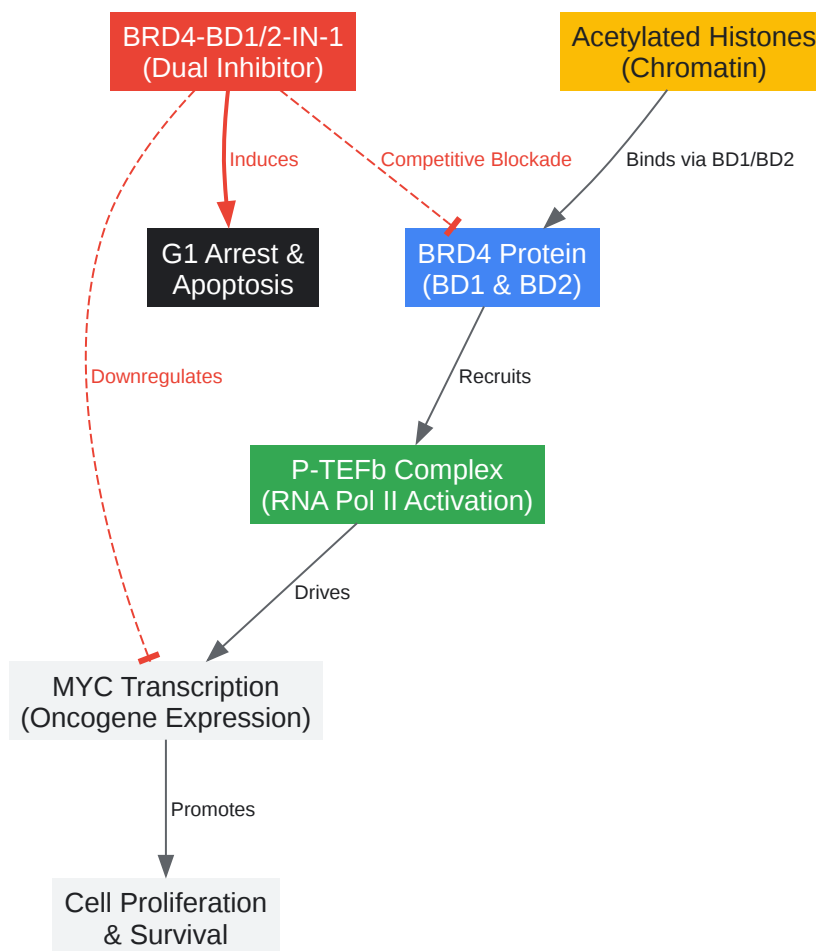 BRD4-BD1/2-IN-1
(Dual Inhibitor)
Acetylated Histones
(Chromatin)
Induces
Competitive Blockade
Binds via BD1/BD2
G1 Arrest &
Apoptosis
BRD4 Protein
(BD1 & BD2)
Downregulates
Recruits
P-TEFb Complex
(RNA Pol II Activation)
Drives
MYC Transcription
(Oncogene Expression)
Promotes
Cell Proliferation
& Survival